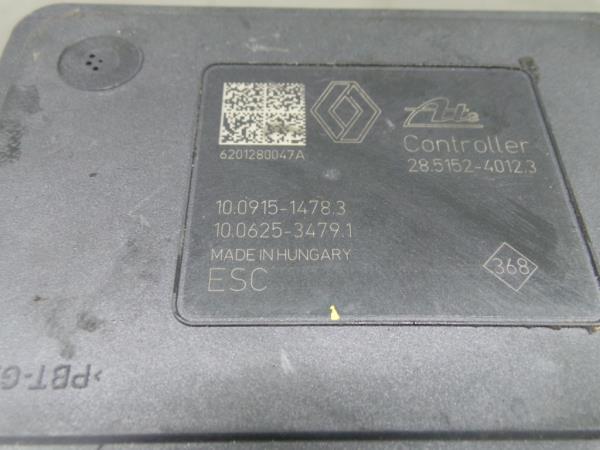 Ate
6201280047A
Controller
28.5152-4012.3
10.0915-1478.3
10.0625-3479.1
MADE IN HUNGARY
ESC
368
>PBT-G